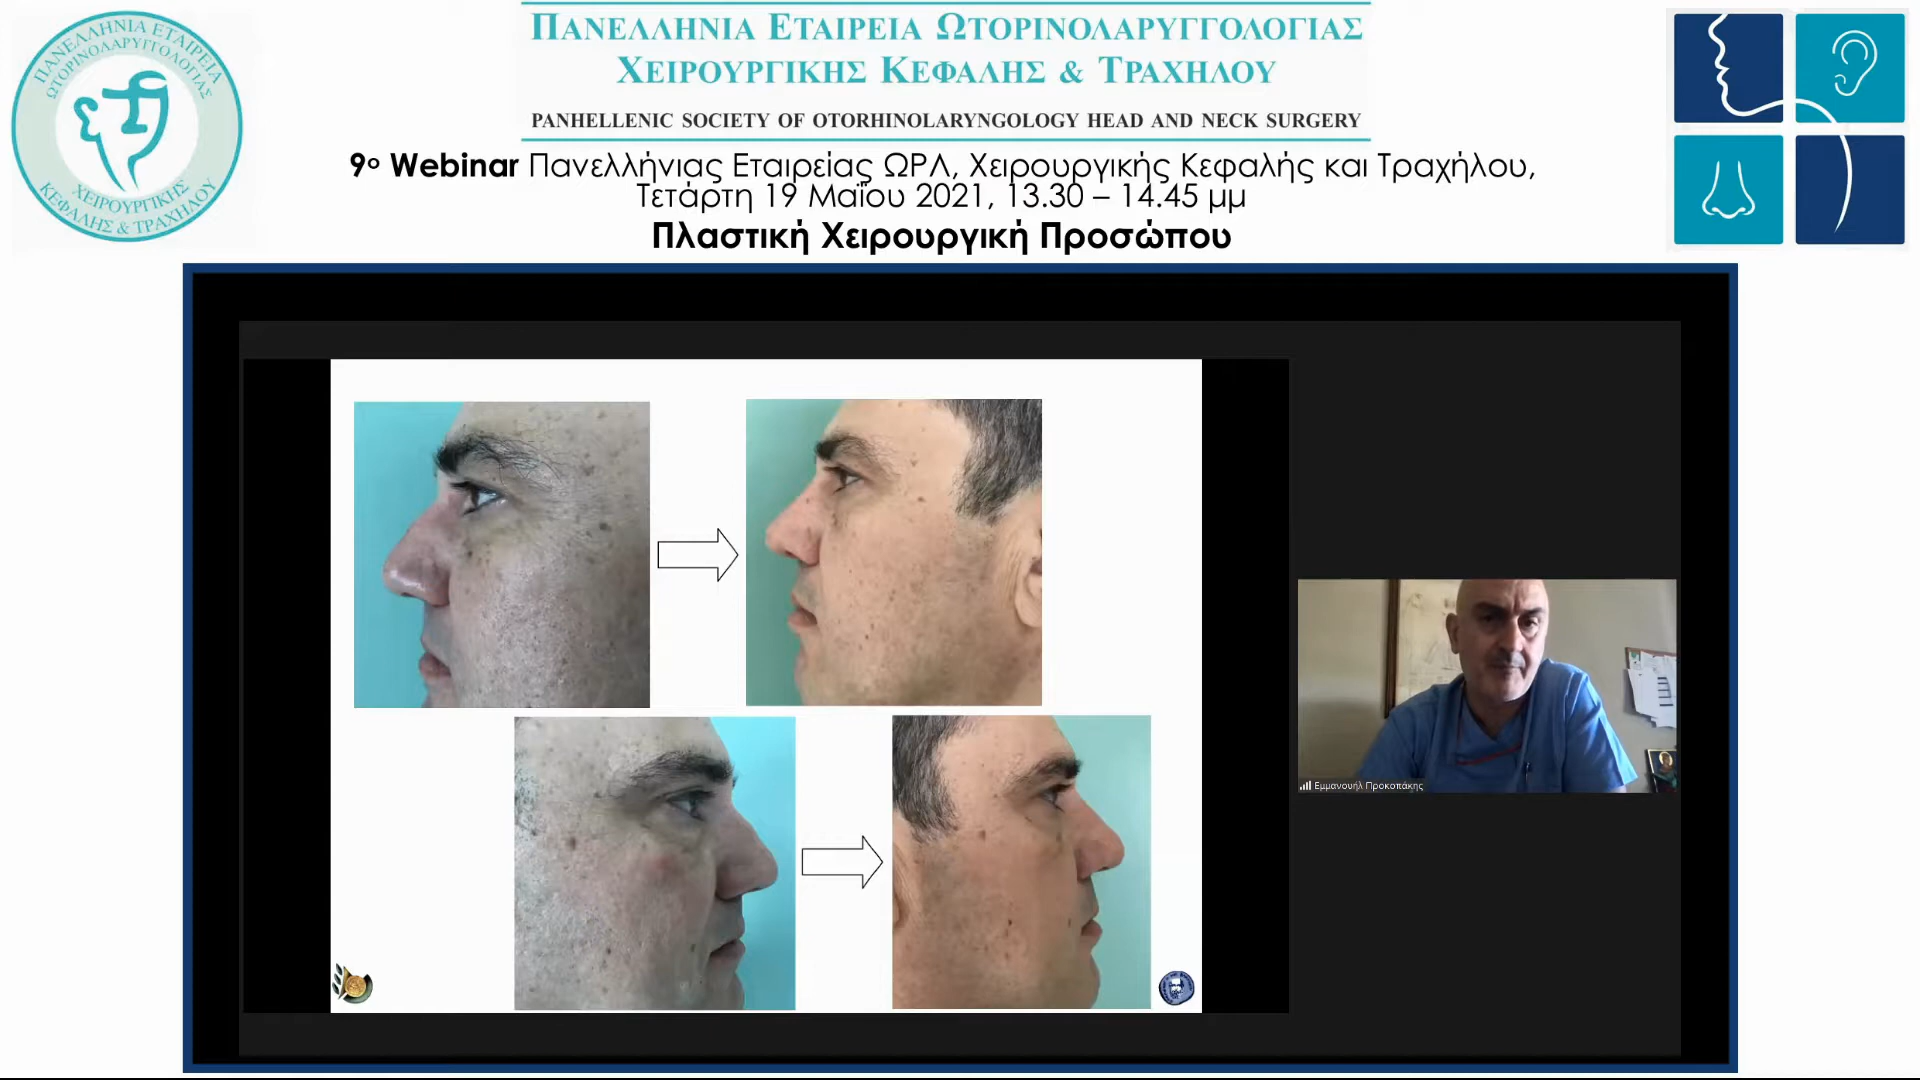 ΠΑΝΕΛΛΗΝΙΑ ΕΤΑΙΡΕΙΑ
ΩΤΟΡΙΝΟΛΑΡΥΓΓΟΛΟΓΙΑΣ
ΧΕΙΡΟΥΡΓΙΚΗΣ
ΚΕΦΑΛΗΣ & ΤΡΑΧΗΛΟΥ
ΠΑΝΕΛΛΗΝΙΑ ΕΤΑΙΡΕΙΑ ΩΤΟΡΙΝΟΛΑΡΥΓΓΟΛΟΓΙΑΣ
ΧΕΙΡΟΥΡΓΙΚΗΣ ΚΕΦΑΛΗΣ & ΤΡΑΧΗΛΟΥ
PANHELLENIC SOCIETY OF OTORHINOLARYNGOLOGY HEAD AND NECK SURGERY
9ο Webinar Πανελλήνιας Εταιρείας ΩΡΛ, Χειρουργικής Κεφαλής και Τραχήλου,
Τετάρτη 19 Μαΐου 2021, 13.30 – 14.45 μμ
Πλαστική Χειρουργική Προσώπου
Εμμανουήλ Προκοπάκης